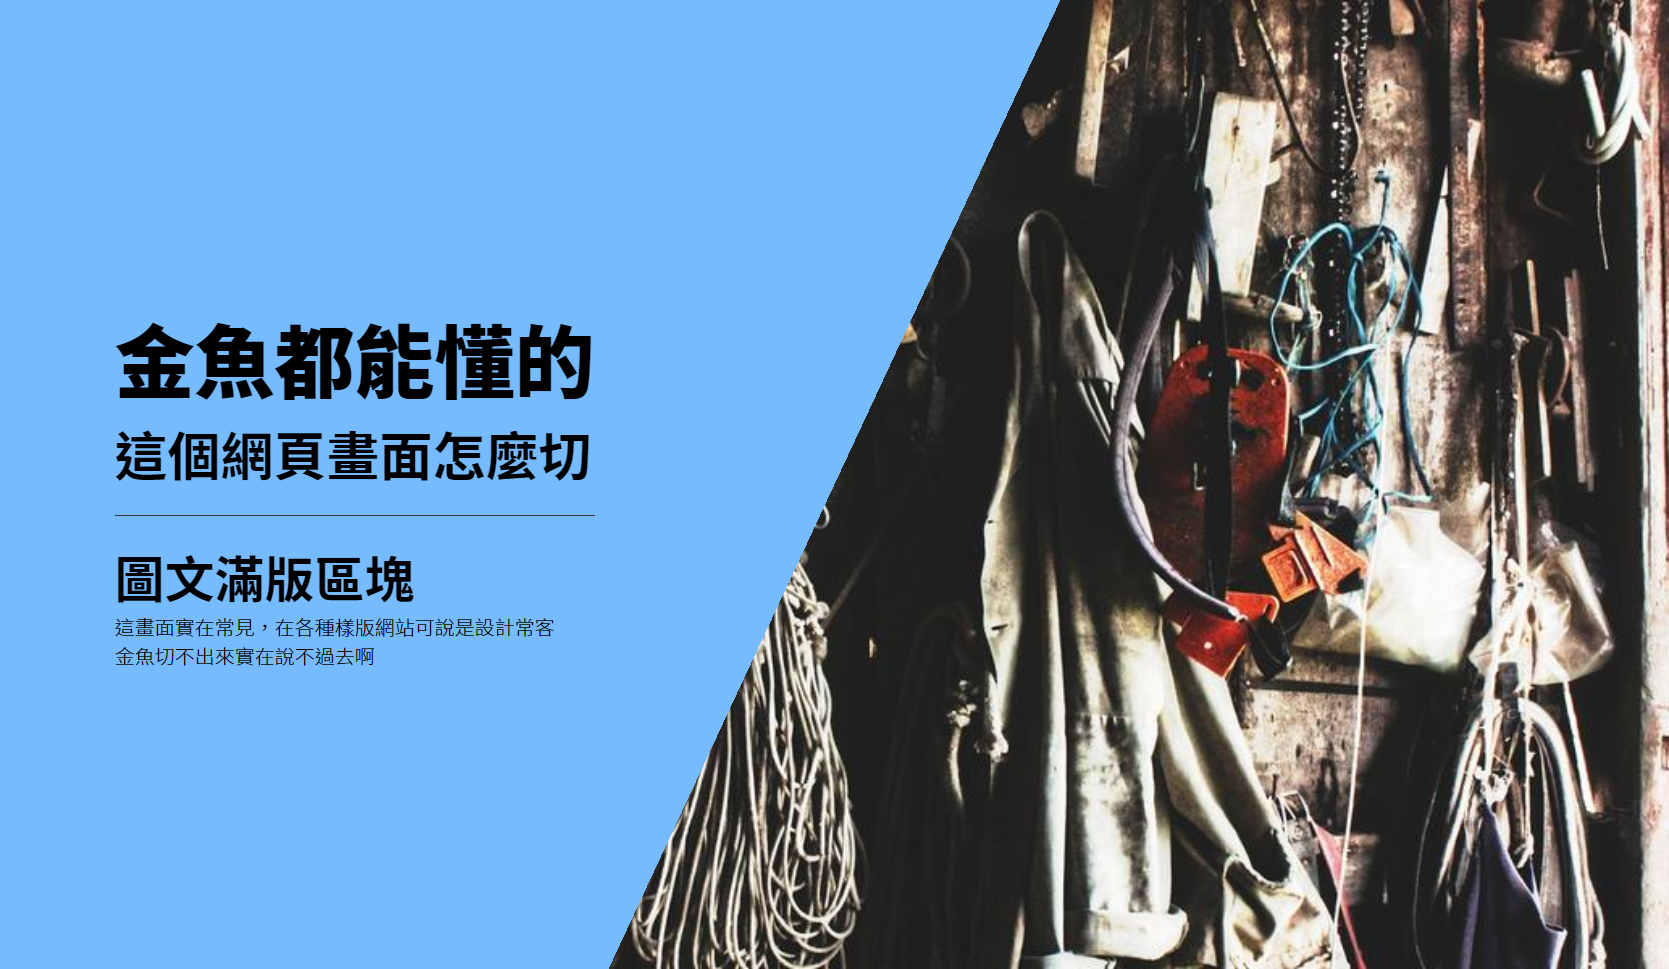 金魚都能懂的
這個網頁畫面怎麼切
圖文滿版區塊
這畫面實在常見，在各種樣版網站可說是設計常客
金魚切不出來實在說不過去啊